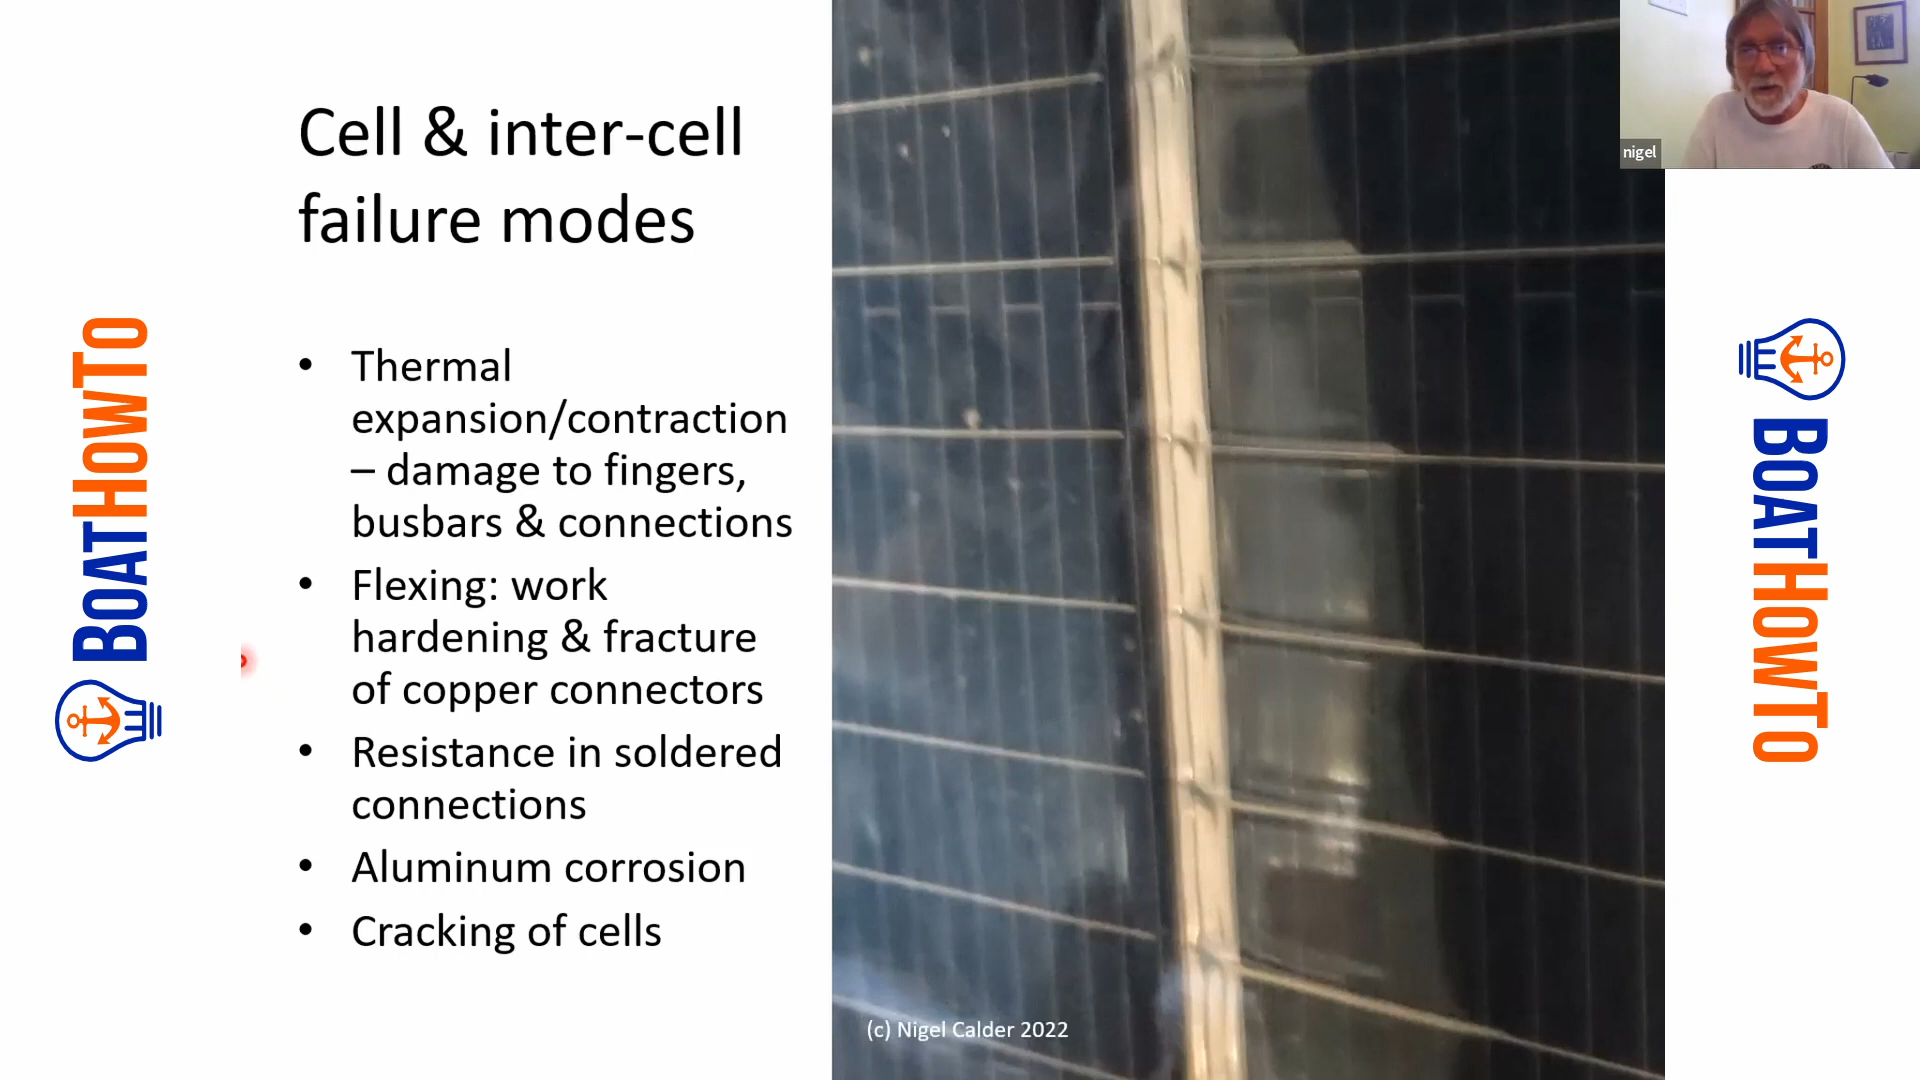 Cell & inter-cell
failure modes
• Thermal
expansion/contraction
– damage to fingers,
busbars & connections
• Flexing: work
hardening & fracture
of copper connectors
• Resistance in soldered
connections
• Aluminum corrosion
• Cracking of cells
BOATHOWTO
(c) Nigel Calder 2022
nigel
BOATHOWTO